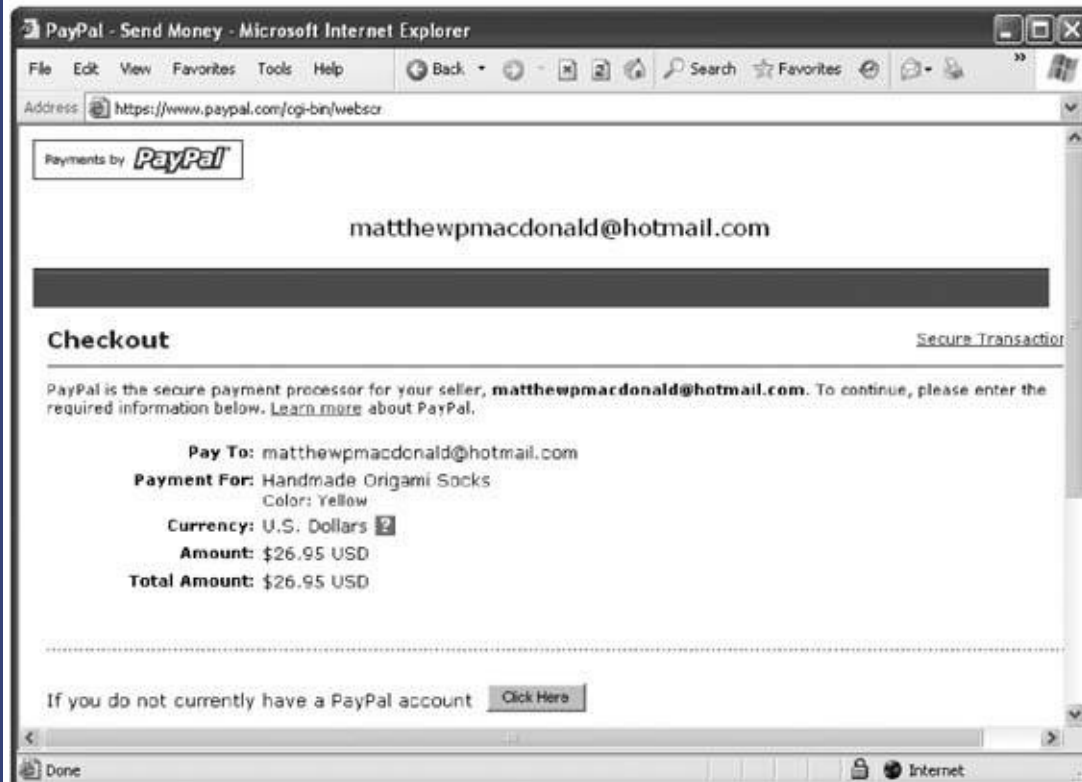 PayPal - Send Money - Microsoft Internet Explorer
File Edit View Favorites Tools Help Back Search Favorites »
Address https://www.paypal.com/cgi-bin/webscr
Payments by PayPal
matthewpmacdonald@hotmail.com
Checkout Secure Transaction
PayPal is the secure payment processor for your seller, matthewpmacdonald@hotmail.com. To continue, please enter the
required information below. Learn more about PayPal.
Pay To: matthewpmacdonald@hotmail.com
Payment For: Handmade Origami Socks
Color: Yellow
Currency: U.S. Dollars ?
Amount: $26.95 USD
Total Amount: $26.95 USD
If you do not currently have a PayPal account Click Here
Done Internet